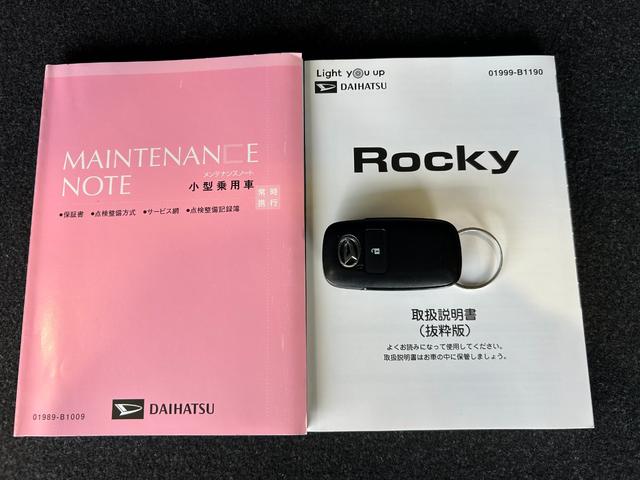 MAINTENANCE
NOTE
メンテナンスノート
小型乗用車
常時
携行
●保証書 ●点検整備方式 ●サービス網 ●点検整備記録簿
01989-B1009
DAIHATSU
Light you up
DAIHATSU
01999-B1190
Rocky
取扱説明書
（抜粋版）
よくお読みになって使用してください。
取扱説明書はお車の中に保管しましょう。